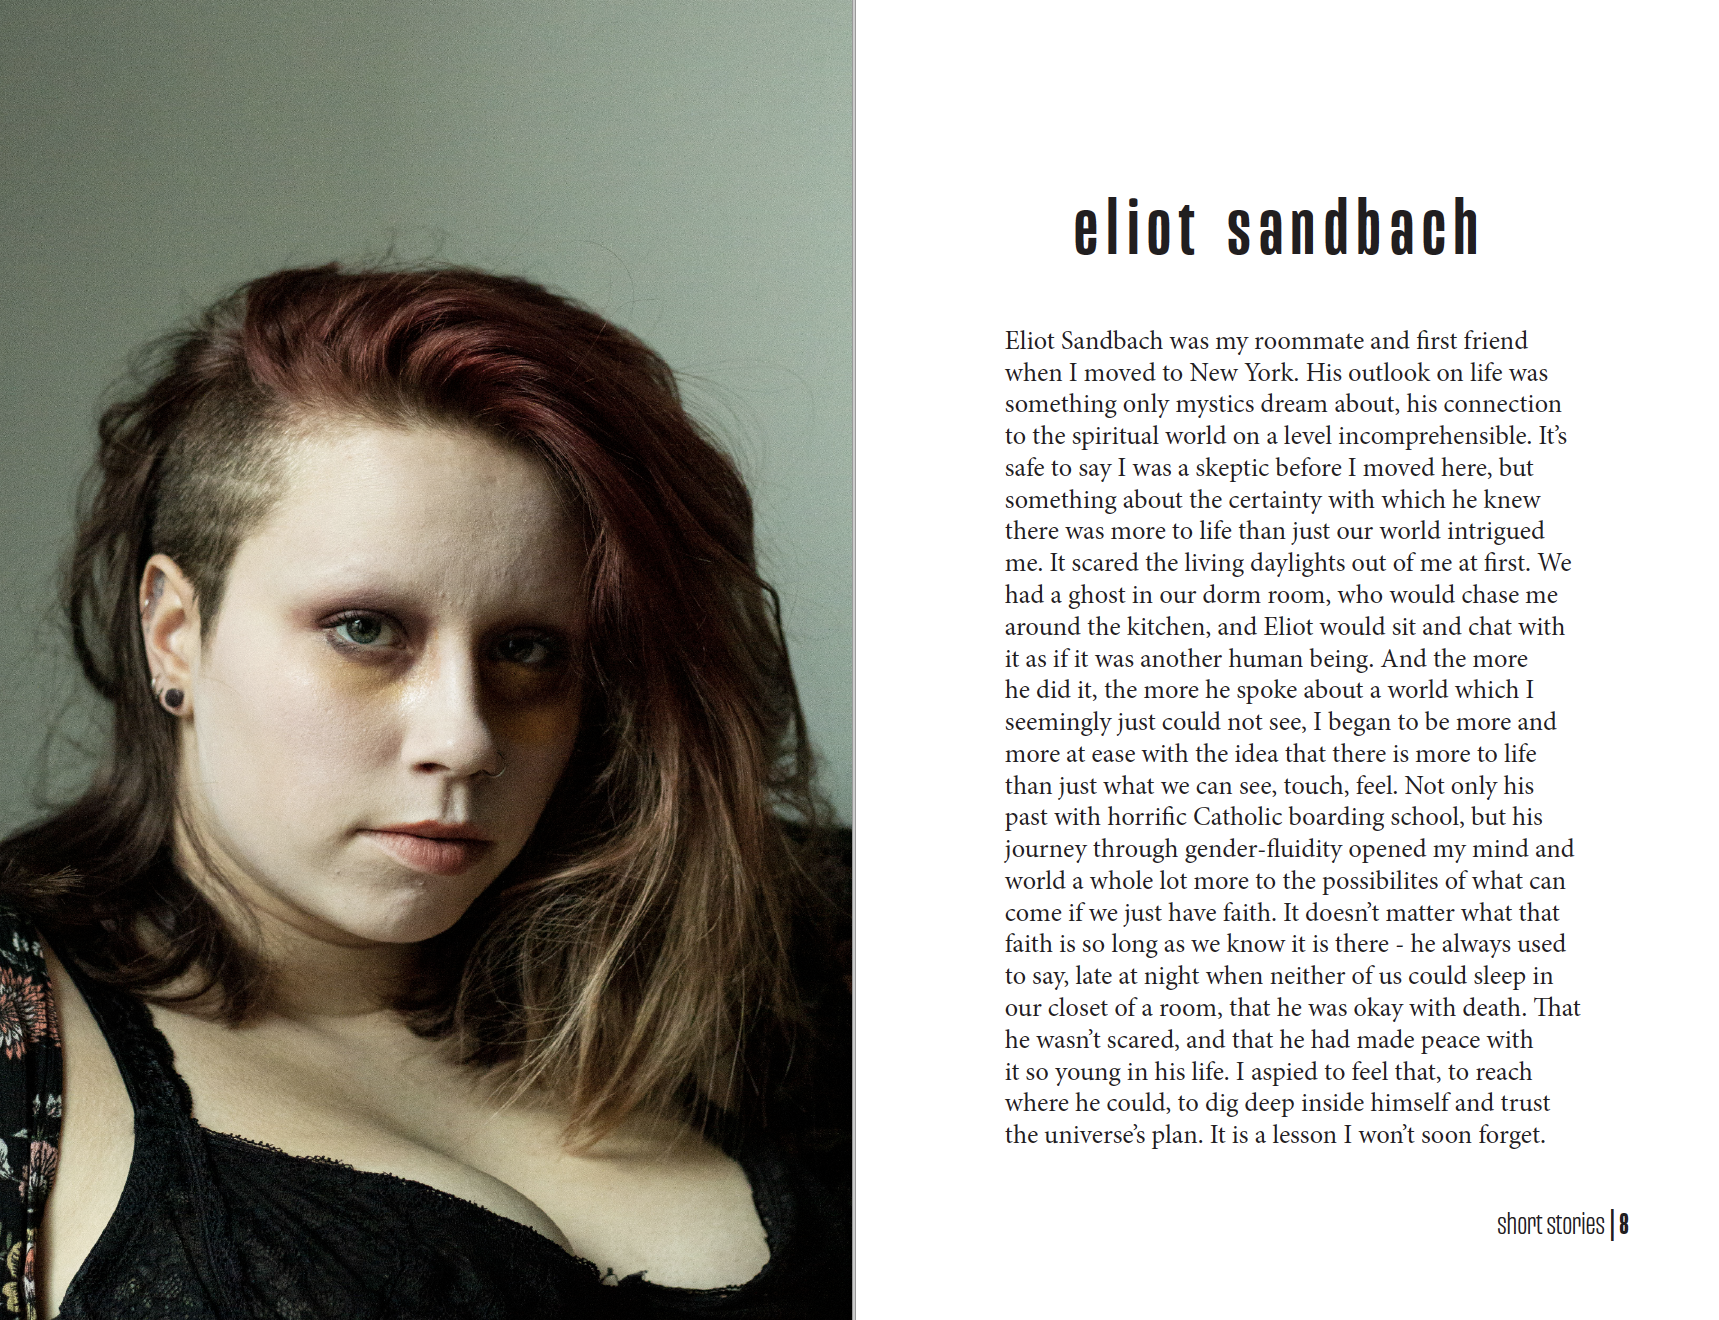 eliot sandbach
Eliot Sandbach was my roommate and first friend
when I moved to New York. His outlook on life was
something only mystics dream about, his connection
to the spiritual world on a level incomprehensible. It’s
safe to say I was a skeptic before I moved here, but
something about the certainty with which he knew
there was more to life than just our world intrigued
me. It scared the living daylights out of me at first. We
had a ghost in our dorm room, who would chase me
around the kitchen, and Eliot would sit and chat with
it as if it was another human being. And the more
he did it, the more he spoke about a world which I
seemingly just could not see, I began to be more and
more at ease with the idea that there is more to life
than just what we can see, touch, feel. Not only his
past with horrific Catholic boarding school, but his
journey through gender-fluidity opened my mind and
world a whole lot more to the possibilites of what can
come if we just have faith. It doesn’t matter what that
faith is so long as we know it is there - he always used
to say, late at night when neither of us could sleep in
our closet of a room, that he was okay with death. That
he wasn’t scared, and that he had made peace with
it so young in his life. I aspied to feel that, to reach
where he could, to dig deep inside himself and trust
the universe’s plan. It is a lesson I won’t soon forget.
short stories | 8